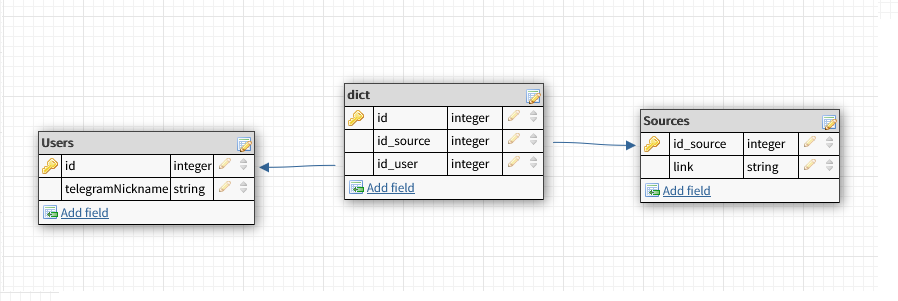 Users
id integer
telegramNickname string
Add field
dict
id integer
id_source integer
id_user integer
Add field
Sources
id_source integer
link string
Add field